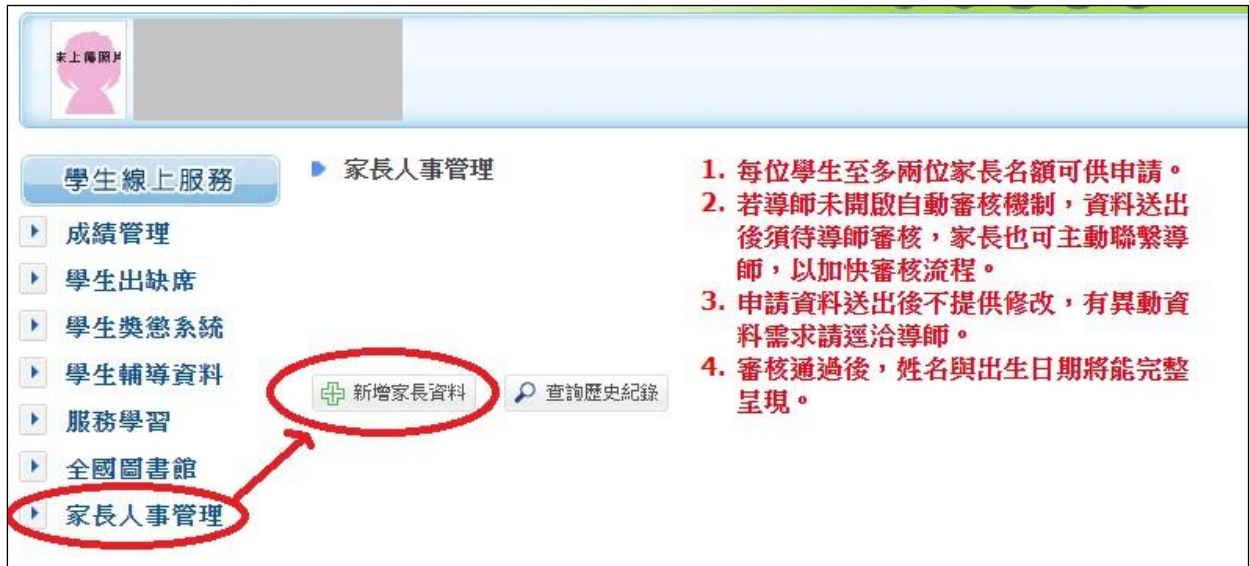 未上傳照片
學生線上服務
成績管理
學生出缺席
學生獎懲系統
學生輔導資料
服務學習
全國圖書館
家長人事管理
家長人事管理
新增家長資料
查詢歷史紀錄
1. 每位學生至多兩位家長名額可供申請。
2. 若導師未開啟自動審核機制，資料送出
後須待導師審核，家長也可主動聯繫導
師，以加快審核流程。
3. 申請資料送出後不提供修改，有異動資
料需求請逕洽導師。
4. 審核通過後，姓名與出生日期將能完整
呈現。